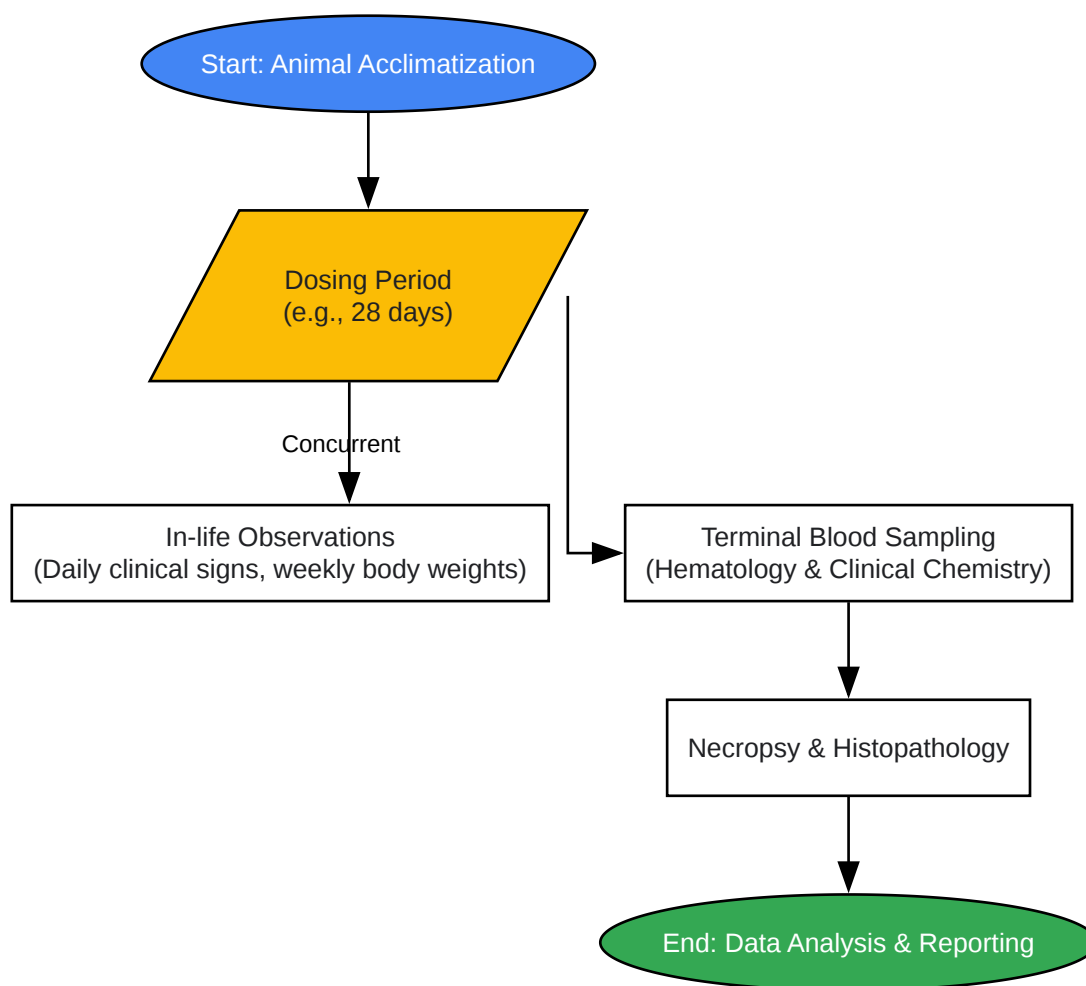 Start: Animal Acclimatization
Dosing Period
(e.g., 28 days)
Concurrent
In-life Observations
(Daily clinical signs, weekly body weights)
Terminal Blood Sampling
(Hematology & Clinical Chemistry)
Necropsy & Histopathology
End: Data Analysis & Reporting